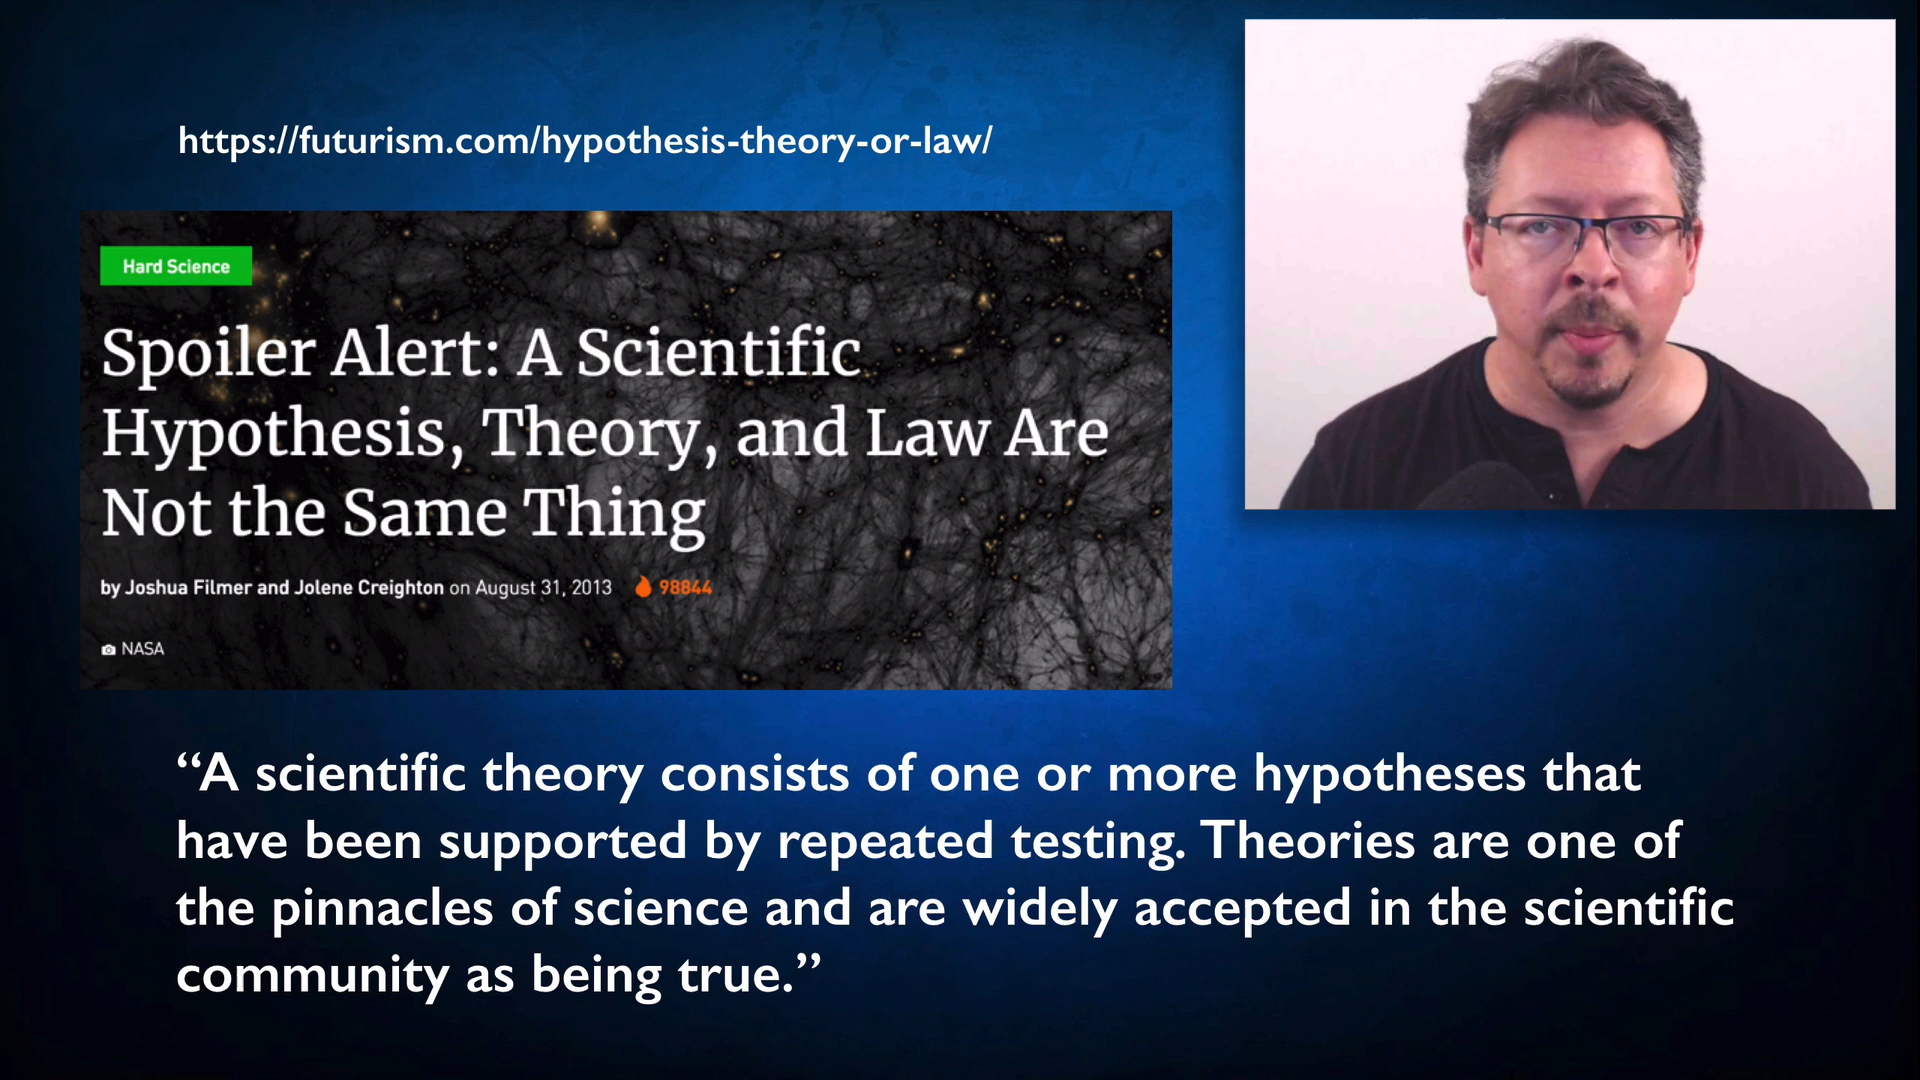 https://futurism.com/hypothesis-theory-or-law/
Hard Science
Spoiler Alert: A Scientific
Hypothesis, Theory, and Law Are
Not the Same Thing
by Joshua Filmer and Jolene Creighton on August 31, 2013 98844
NASA
“A scientific theory consists of one or more hypotheses that
have been supported by repeated testing. Theories are one of
the pinnacles of science and are widely accepted in the scientific
community as being true.”